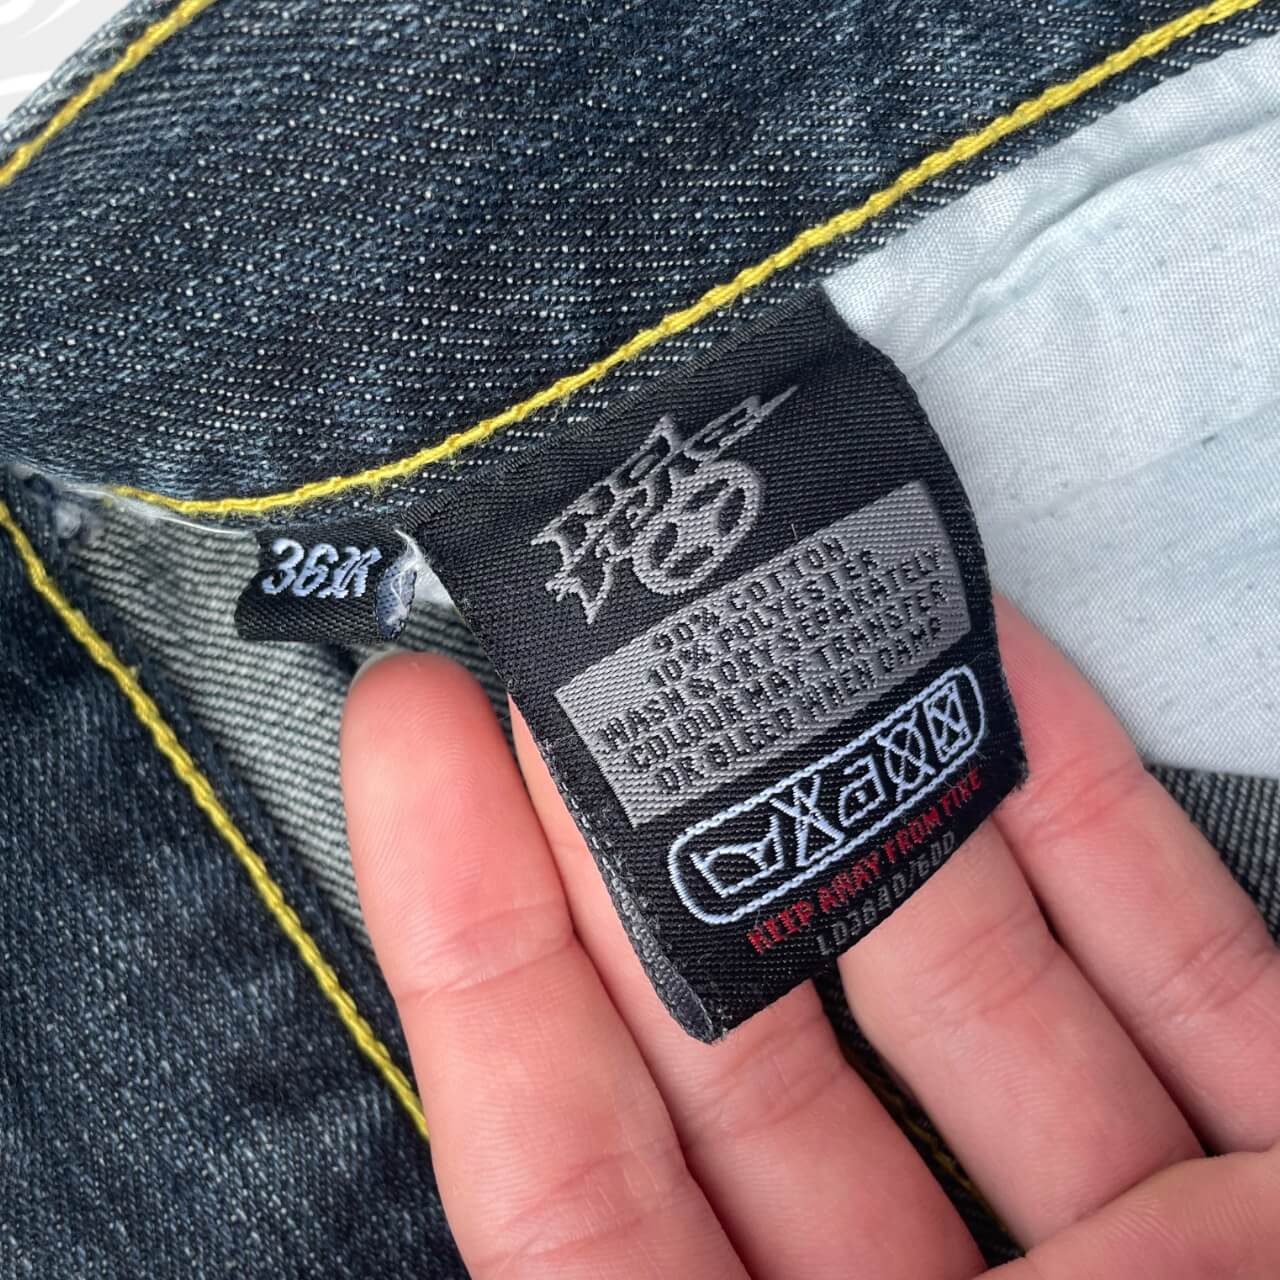 36R
90% COTTON
10% POLYESTER
WASH & DRY SEPARATELY
COLOUR MAY TRANSFER
OR BLEED WHEN DAMP
KEEP AWAY FROM FIRE